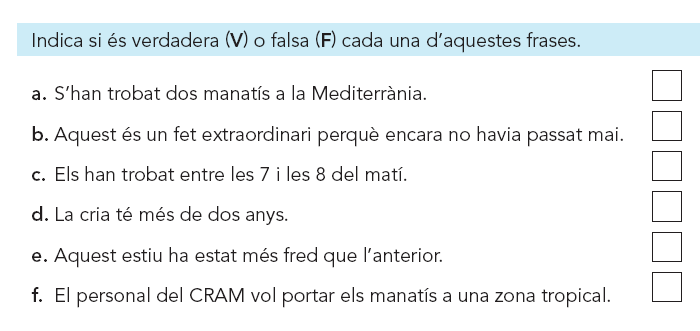 Indica si és verdadera (V) o falsa (F) cada una d'aquestes frases.
a. S'han trobat dos manatís a la Mediterrània.
b. Aquest és un fet extraordinari perquè encara no havia passat mai.
c. Els han trobat entre les 7 i les 8 del matí.
d. La cria té més de dos anys.
e. Aquest estiu ha estat més fred que l'anterior.
f. El personal del CRAM vol portar els manatís a una zona tropical.